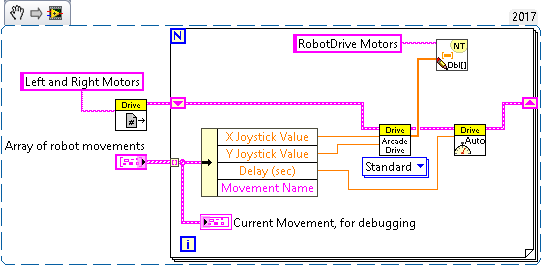 2017
N
RobotDrive Motors
NT
Dbl[]
Left and Right Motors
Drive
#
Drive
Arcade
Drive
Drive
Auto
Array of robot movements
X Joystick Value
Y Joystick Value
Delay (sec)
Movement Name
Standard
Current Movement, for debugging
i